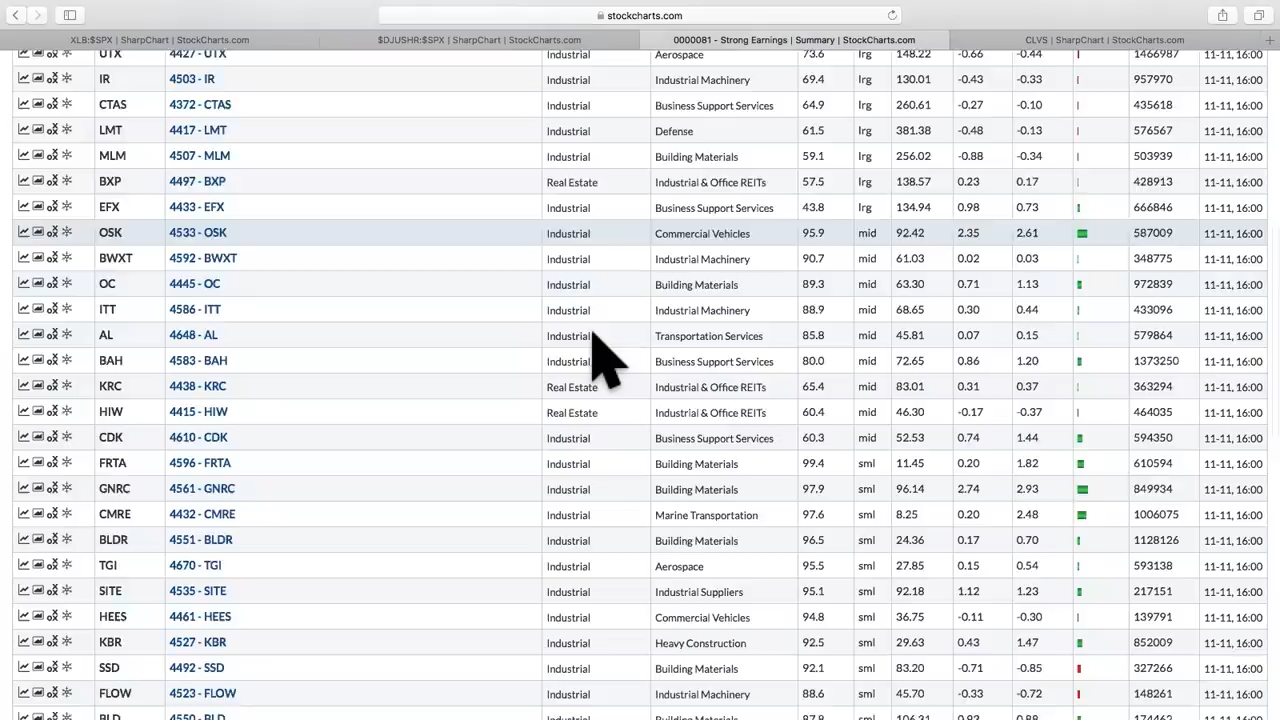 stockcharts.com
XLB:$SPX | SharpChart | StockCharts.com $DJUSHR:$SPX | SharpChart | StockCharts.com 0000081 - Strong Earnings | Summary | StockCharts.com CLVS | SharpChart | StockCharts.com
UTX 4427 - UTX Industrial Aerospace 73.6 lrg 148.22 -0.66 -0.44 1466987 11-11, 16:00
IR 4503 - IR Industrial Industrial Machinery 69.4 lrg 130.01 -0.43 -0.33 957970 11-11, 16:00
CTAS 4372 - CTAS Industrial Business Support Services 64.9 lrg 260.61 -0.27 -0.10 435618 11-11, 16:00
LMT 4417 - LMT Industrial Defense 61.5 lrg 381.38 -0.48 -0.13 576567 11-11, 16:00
MLM 4507 - MLM Industrial Building Materials 59.1 lrg 256.02 -0.88 -0.34 503939 11-11, 16:00
BXP 4497 - BXP Real Estate Industrial & Office REITs 57.5 lrg 138.57 0.23 0.17 428913 11-11, 16:00
EFX 4433 - EFX Industrial Business Support Services 43.8 lrg 134.94 0.98 0.73 666846 11-11, 16:00
OSK 4533 - OSK Industrial Commercial Vehicles 95.9 mid 92.42 2.35 2.61 587009 11-11, 16:00
BWXT 4592 - BWXT Industrial Industrial Machinery 90.7 mid 61.03 0.02 0.03 348775 11-11, 16:00
OC 4445 - OC Industrial Building Materials 89.3 mid 63.30 0.71 1.13 972839 11-11, 16:00
ITT 4586 - ITT Industrial Industrial Machinery 88.9 mid 68.65 0.30 0.44 433096 11-11, 16:00
AL 4648 - AL Industrial Transportation Services 85.8 mid 45.81 0.07 0.15 579864 11-11, 16:00
BAH 4583 - BAH Industrial Business Support Services 80.0 mid 72.65 0.86 1.20 1373250 11-11, 16:00
KRC 4438 - KRC Real Estate Industrial & Office REITs 65.4 mid 83.01 0.31 0.37 363294 11-11, 16:00
HIW 4415 - HIW Real Estate Industrial & Office REITs 60.4 mid 46.30 -0.17 -0.37 464035 11-11, 16:00
CDK 4610 - CDK Industrial Business Support Services 60.3 mid 52.53 0.74 1.44 594350 11-11, 16:00
FRTA 4596 - FRTA Industrial Building Materials 99.4 sml 11.45 0.20 1.82 610594 11-11, 16:00
GNRC 4561 - GNRC Industrial Building Materials 97.9 sml 96.14 2.74 2.93 849934 11-11, 16:00
CMRE 4432 - CMRE Industrial Marine Transportation 97.6 sml 8.25 0.20 2.48 1006075 11-11, 16:00
BLDR 4551 - BLDR Industrial Building Materials 96.5 sml 24.36 0.17 0.70 1128126 11-11, 16:00
TGI 4670 - TGI Industrial Aerospace 95.5 sml 27.85 0.15 0.54 593138 11-11, 16:00
SITE 4535 - SITE Industrial Industrial Suppliers 95.1 sml 92.18 1.12 1.23 217151 11-11, 16:00
HEES 4461 - HEES Industrial Commercial Vehicles 94.8 sml 36.75 -0.11 -0.30 139791 11-11, 16:00
KBR 4527 - KBR Industrial Heavy Construction 92.5 sml 29.63 0.43 1.47 852009 11-11, 16:00
SSD 4492 - SSD Industrial Building Materials 92.1 sml 83.20 -0.71 -0.85 327266 11-11, 16:00
FLOW 4523 - FLOW Industrial Industrial Machinery 88.6 sml 45.70 -0.33 -0.72 148261 11-11, 16:00
BLD 4550 - BLD Industrial Building Materials sml 11-11, 16:00